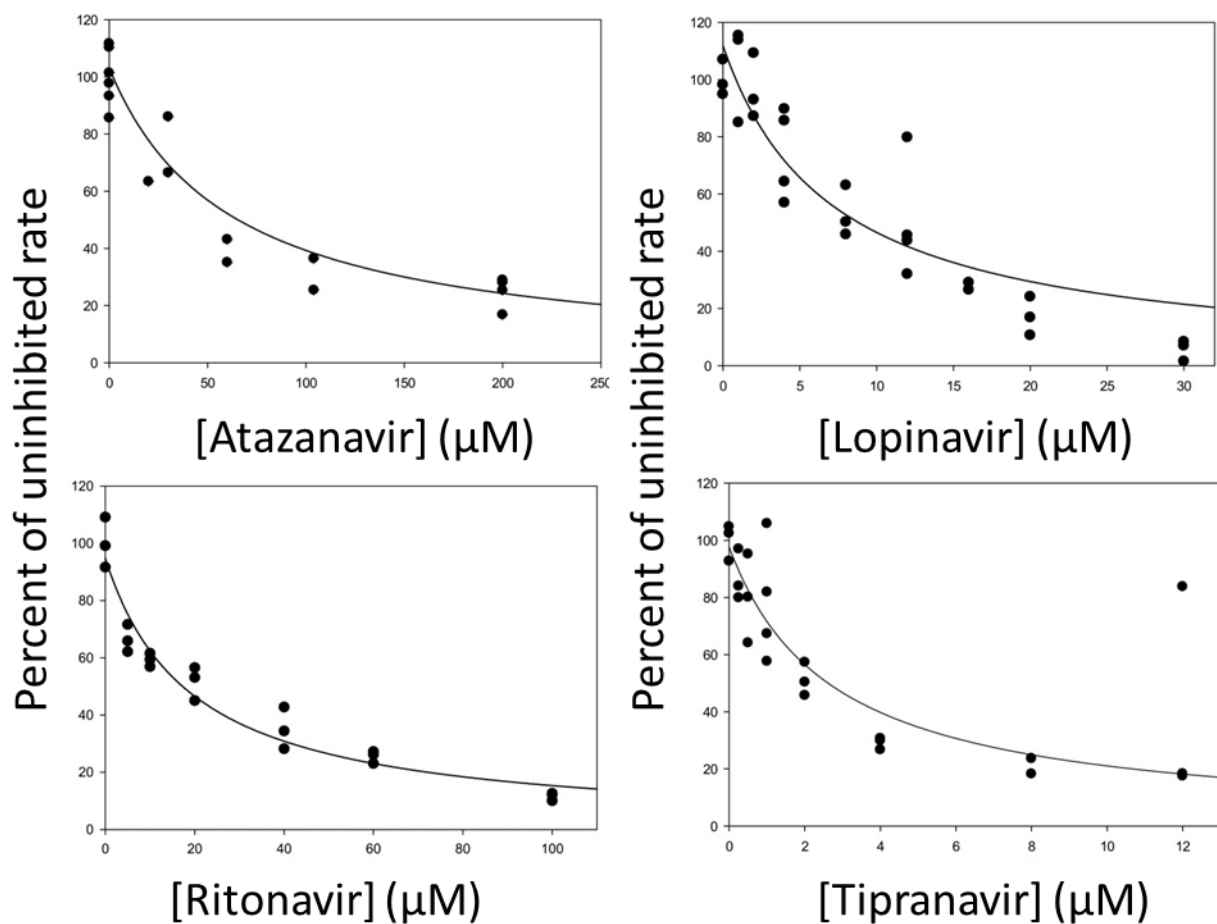 120
100
80
60
40
20
0
0 50 100 150 200 250
[Atazanavir] (µM)
120
100
80
60
40
20
0
0 5 10 15 20 25 30
[Lopinavir] (µM)
Percent of uninhibited rate
Percent of uninhibited rate
120
100
80
60
40
20
0
0 20 40 60 80 100
[Ritonavir] (µM)
120
100
80
60
40
20
0
0 2 4 6 8 10 12
[Tipranavir] (µM)